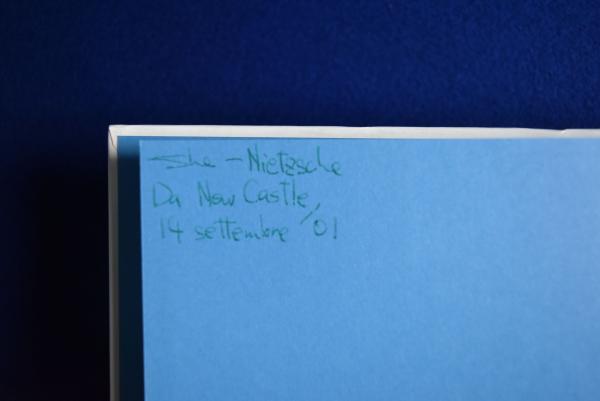 She - Nietzsche
Da New Castle,
14 settembre '01